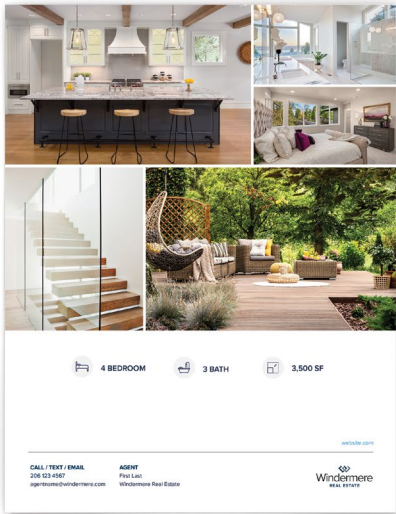 4 BEDROOM
3 BATH
3,500 SF
website.com
CALL / TEXT / EMAIL
206 123 4567
agentname@windermere.com
AGENT
First Last
Windermere Real Estate
Windermere
REAL ESTATE